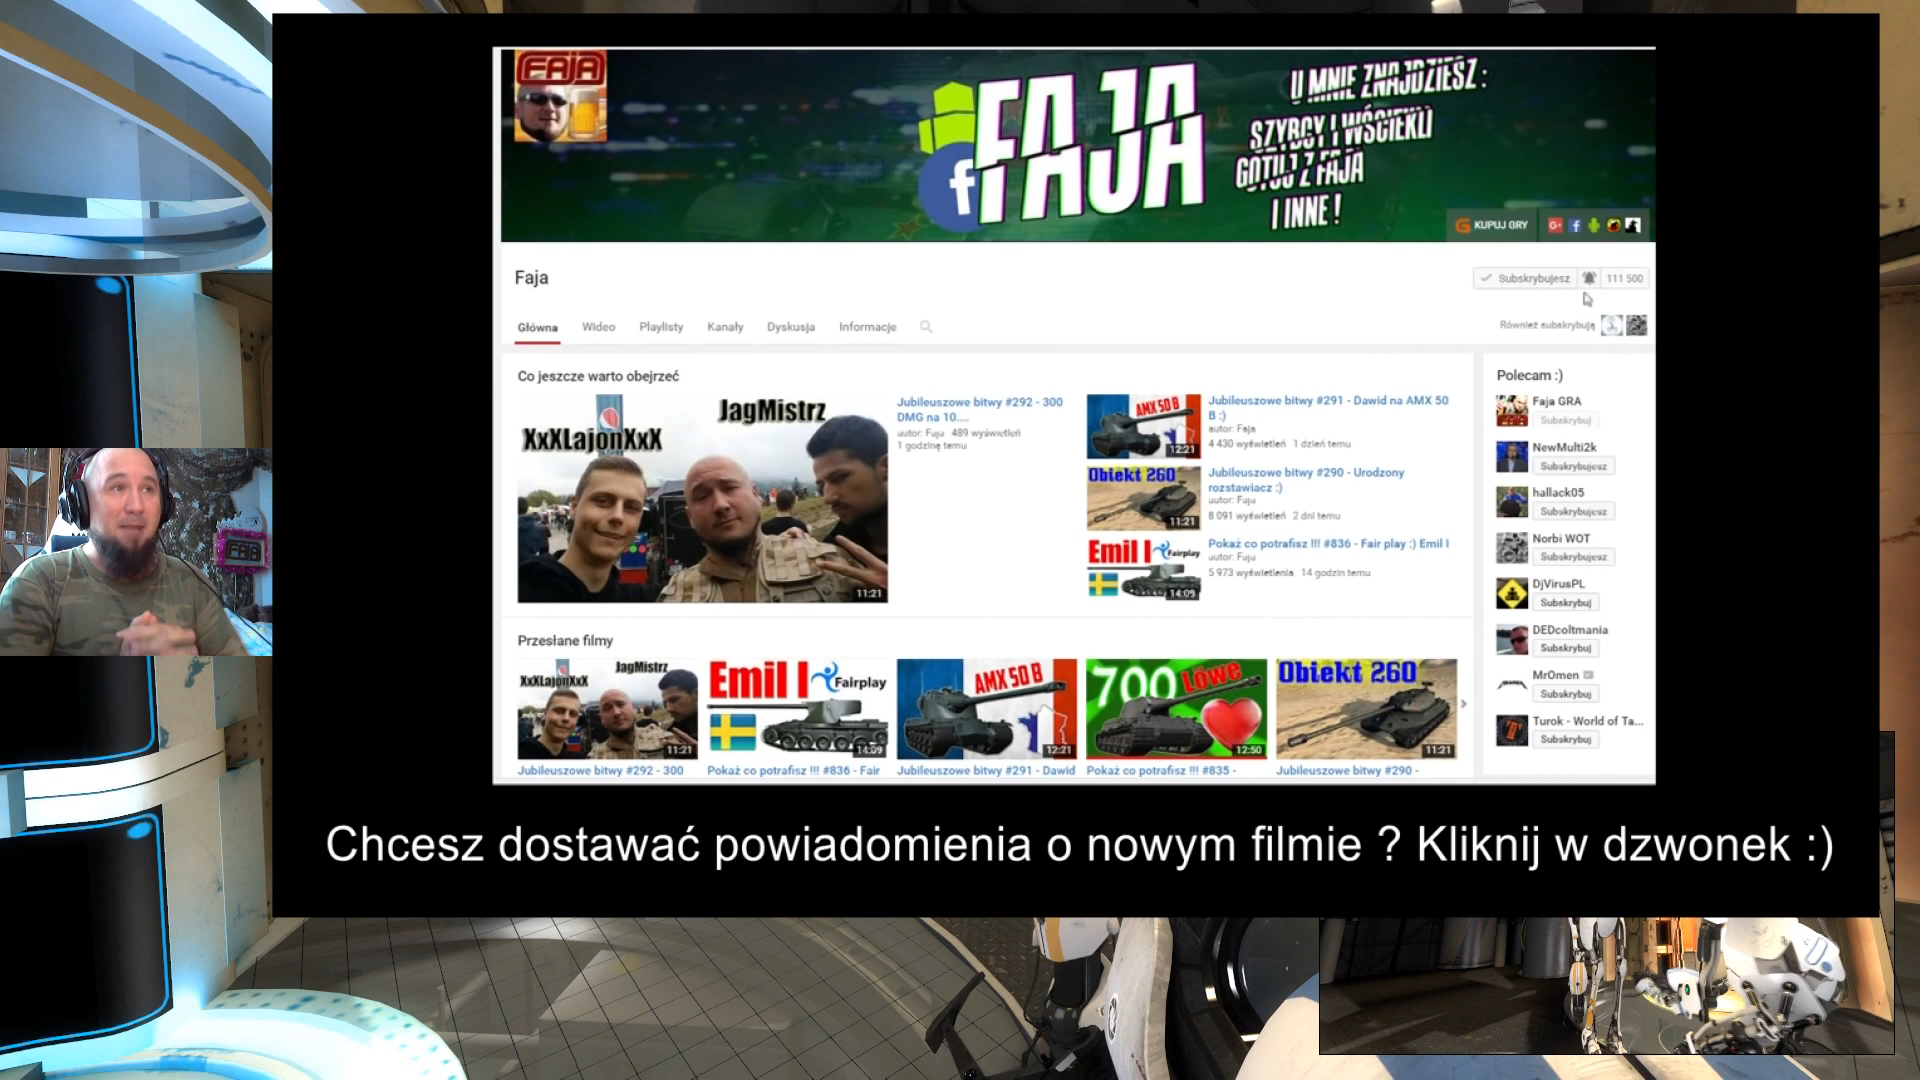 FAJA
FAJA
U MNIE ZNAJDZIESZ :
SZYBCY I WŚCIEKLI
GOTUJ Z FAJA
I INNE !
KUPUJ GRY
Faja
Subskrybujesz
111 500
Główna
Wideo
Playlisty
Kanały
Dyskusja
Informacje
Również subskrybują
Co jeszcze warto obejrzeć
XxXLajonXxX
JagMistrz
11:21
Jubileuszowe bitwy #292 - 300
DMG na 10....
autor: Faja 489 wyświetleń
1 godzinę temu
AMX 50 B
12:21
Jubileuszowe bitwy #291 - Dawid na AMX 50
B :)
autor: Faja
4 430 wyświetleń 1 dzień temu
Obiekt 260
11:21
Jubileuszowe bitwy #290 - Urodzony
rozstawiacz :)
autor: Faja
8 091 wyświetleń 2 dni temu
Emil I
Fairplay
14:09
Pokaż co potrafisz !!! #836 - Fair play :) Emil I
autor: Faja
5 973 wyświetlenia 14 godzin temu
Polecam :)
Faja GRA
Subskrybuj
NewMulti2k
Subskrybujesz
hallack05
Subskrybujesz
Norbi WOT
Subskrybujesz
DjVirusPL
Subskrybuj
DEDcoltmania
Subskrybuj
MrOmen
Subskrybuj
Turok - World of Ta...
Subskrybuj
Przesłane filmy
XxXLajonXxX
JagMistrz
11:21
Emil I
Fairplay
14:09
AMX 50 B
12:21
700
Löwe
12:50
Obiekt 260
11:21
Jubileuszowe bitwy #292 - 300
Pokaż co potrafisz !!! #836 - Fair
Jubileuszowe bitwy #291 - Dawid
Pokaż co potrafisz !!! #835 -
Jubileuszowe bitwy #290 -
FAJA
Chcesz dostawać powiadomienia o nowym filmie ? Kliknij w dzwonek :)